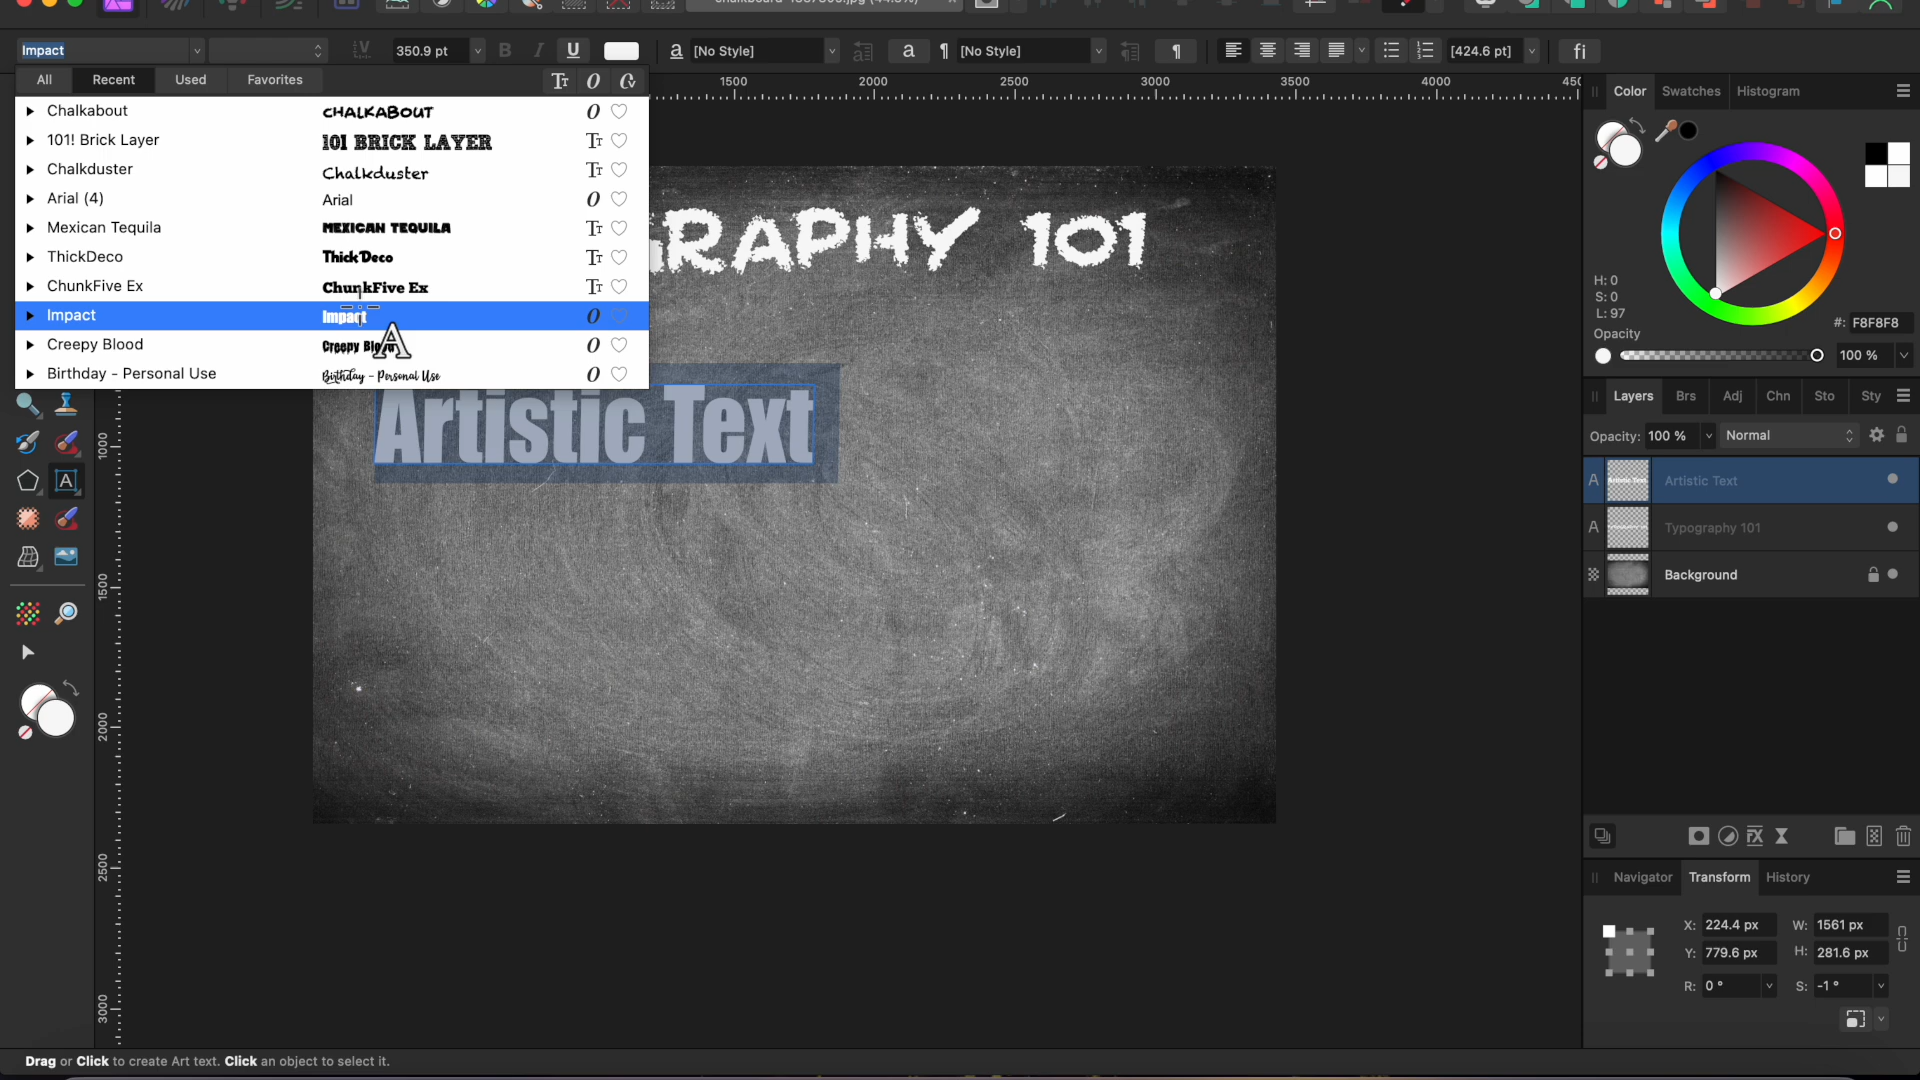 Impact
350.9 pt
B
I
U
a
[No Style]
a
¶
[No Style]
¶
[424.6 pt]
fi
All
Recent
Used
Favorites
Chalkabout
CHALKABOUT
101! Brick Layer
101 BRICK LAYER
Chalkduster
Chalkduster
Arial (4)
Arial
Mexican Tequila
MEXICAN TEQUILA
ThickDeco
ThickDeco
ChunkFive Ex
ChunkFive Ex
Impact
Impact
Creepy Blood
Creepy Blood
Birthday - Personal Use
Birthday - Personal Use
1500
2000
2500
3000
3500
4000
1000
1500
2000
2500
3000
GRAPHY 101
Artistic Text
Color
Swatches
Histogram
H: 0
S: 0
L: 97
#: F8F8F8
Opacity
100 %
Layers
Brs
Adj
Chn
Sto
Sty
Opacity: 100 %
Normal
A
Artistic Text
A
Typography 101
Background
Navigator
Transform
History
X: 224.4 px
W: 1561 px
Y: 779.6 px
H: 281.6 px
R: 0 °
S: -1 °
Drag or Click to create Art text. Click an object to select it.